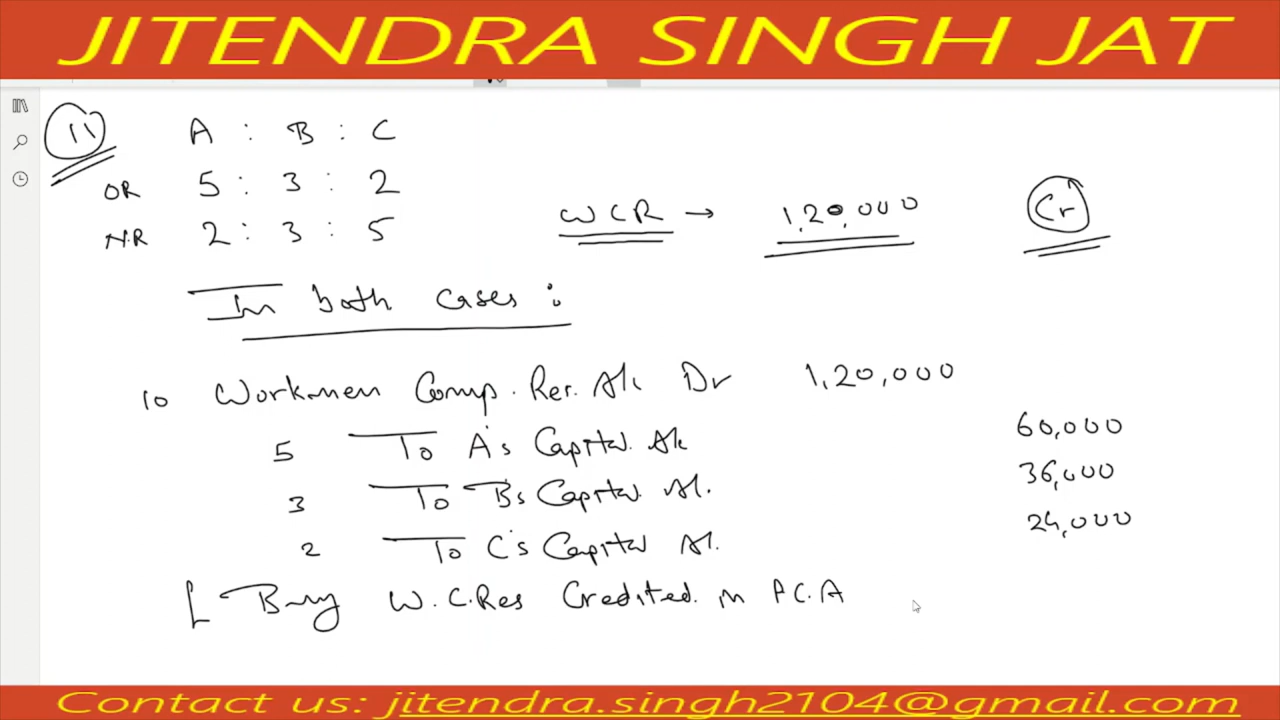 JITENDRA SINGH JAT
11 A : B : C
OR 5 : 3 : 2
N.R 2 : 3 : 5
WCR → 1,20,000 Cr
In both cases :
10 Workmen Comp. Res. A/c Dr 1,20,000
5 To A's Capital A/c 60,000
3 To B's Capital A/c. 36,000
2 To C's Capital A/c. 24,000
[ Being W.C.Res Credited in P.C.A
Contact us: jitendra.singh2104@gmail.com